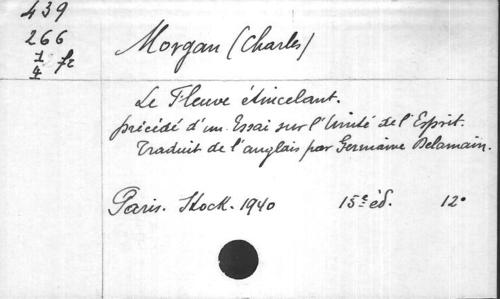 439
266
1/4 fc
Morgan (Charles)
Le Fleuve étincelant.
précédé d'un Essai sur l'Unité de l'Esprit.
Traduit de l'anglais par Germaine Delamain.
Paris. Stock. 1940 15e éd. 12°